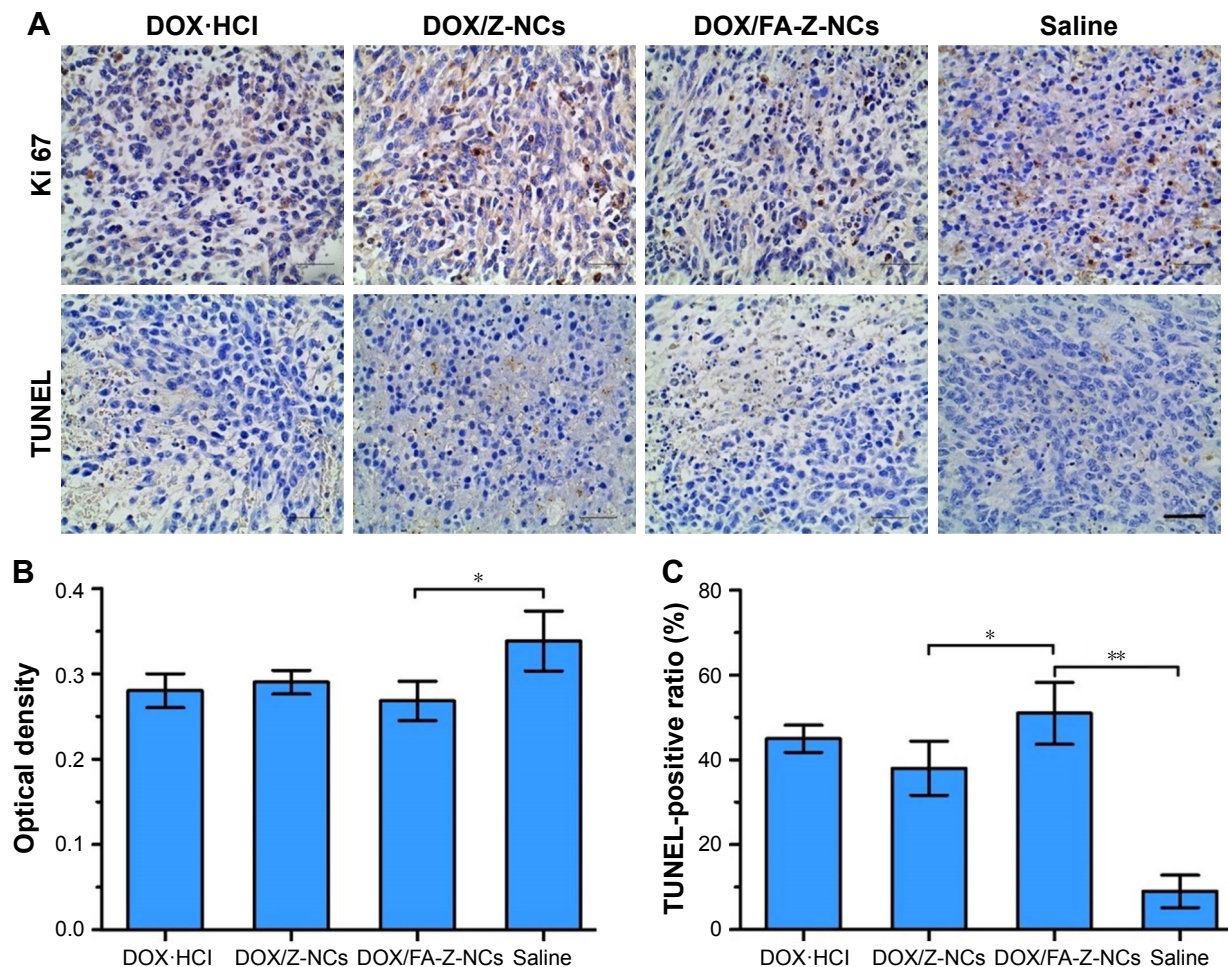 A
DOX·HCl
DOX/Z-NCs
DOX/FA-Z-NCs
Saline
Ki 67
TUNEL
B
Optical density
0.4
0.3
0.2
0.1
0.0
*
DOX·HCl
DOX/Z-NCs
DOX/FA-Z-NCs
Saline
C
TUNEL-positive ratio (%)
80
60
40
20
0
*
**
DOX·HCl
DOX/Z-NCs
DOX/FA-Z-NCs
Saline